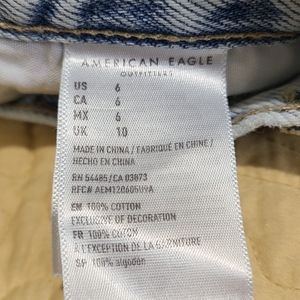 AMERICAN EAGLE
OUTFITTERS
US 6
CA 6
MX 6
UK 10
MADE IN CHINA / FABRIQUÉ EN CHINE /
HECHO EN CHINA
RN 54485 / CA 03873
RFC# AEM120605UYA
EN 100% COTTON
EXCLUSIVE OF DECORATION
FR 100% COTON
À L'EXCEPTION DE LA GARNITURE
SP 100% algodon